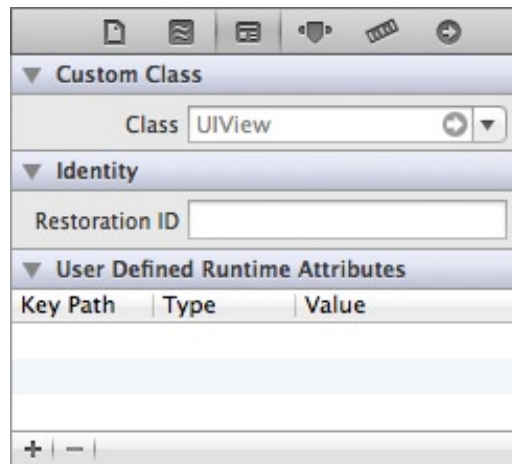 Custom Class
Class UIView
Identity
Restoration ID
User Defined Runtime Attributes
Key Path Type Value